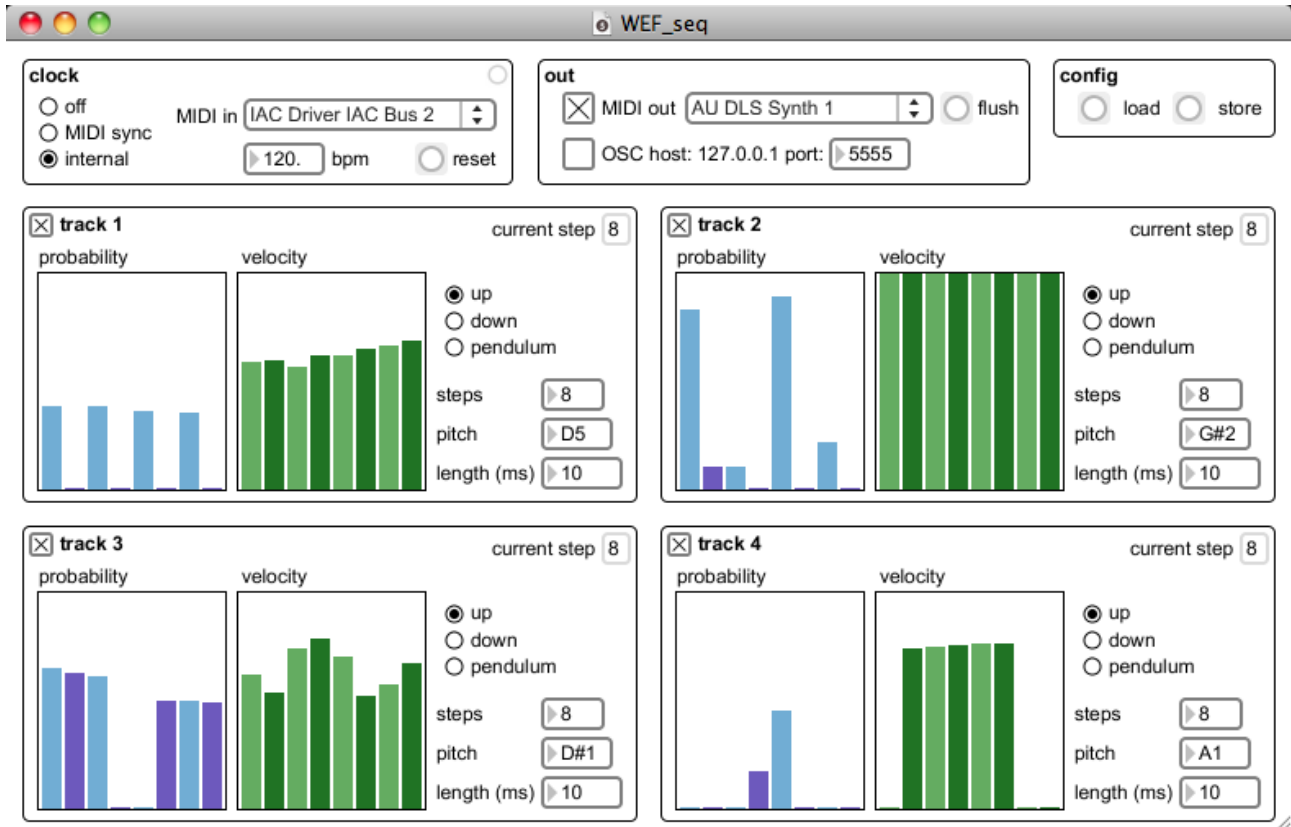 WEF_seq
clock
off
MIDI sync
internal
MIDI in IAC Driver IAC Bus 2
120. bpm reset
out
MIDI out AU DLS Synth 1 flush
OSC host: 127.0.0.1 port: 5555
config
load store
track 1
current step 8
probability velocity
up
down
pendulum
steps 8
pitch D5
length (ms) 10
track 2
current step 8
probability velocity
up
down
pendulum
steps 8
pitch G#2
length (ms) 10
track 3
current step 8
probability velocity
up
down
pendulum
steps 8
pitch D#1
length (ms) 10
track 4
current step 8
probability velocity
up
down
pendulum
steps 8
pitch A1
length (ms) 10